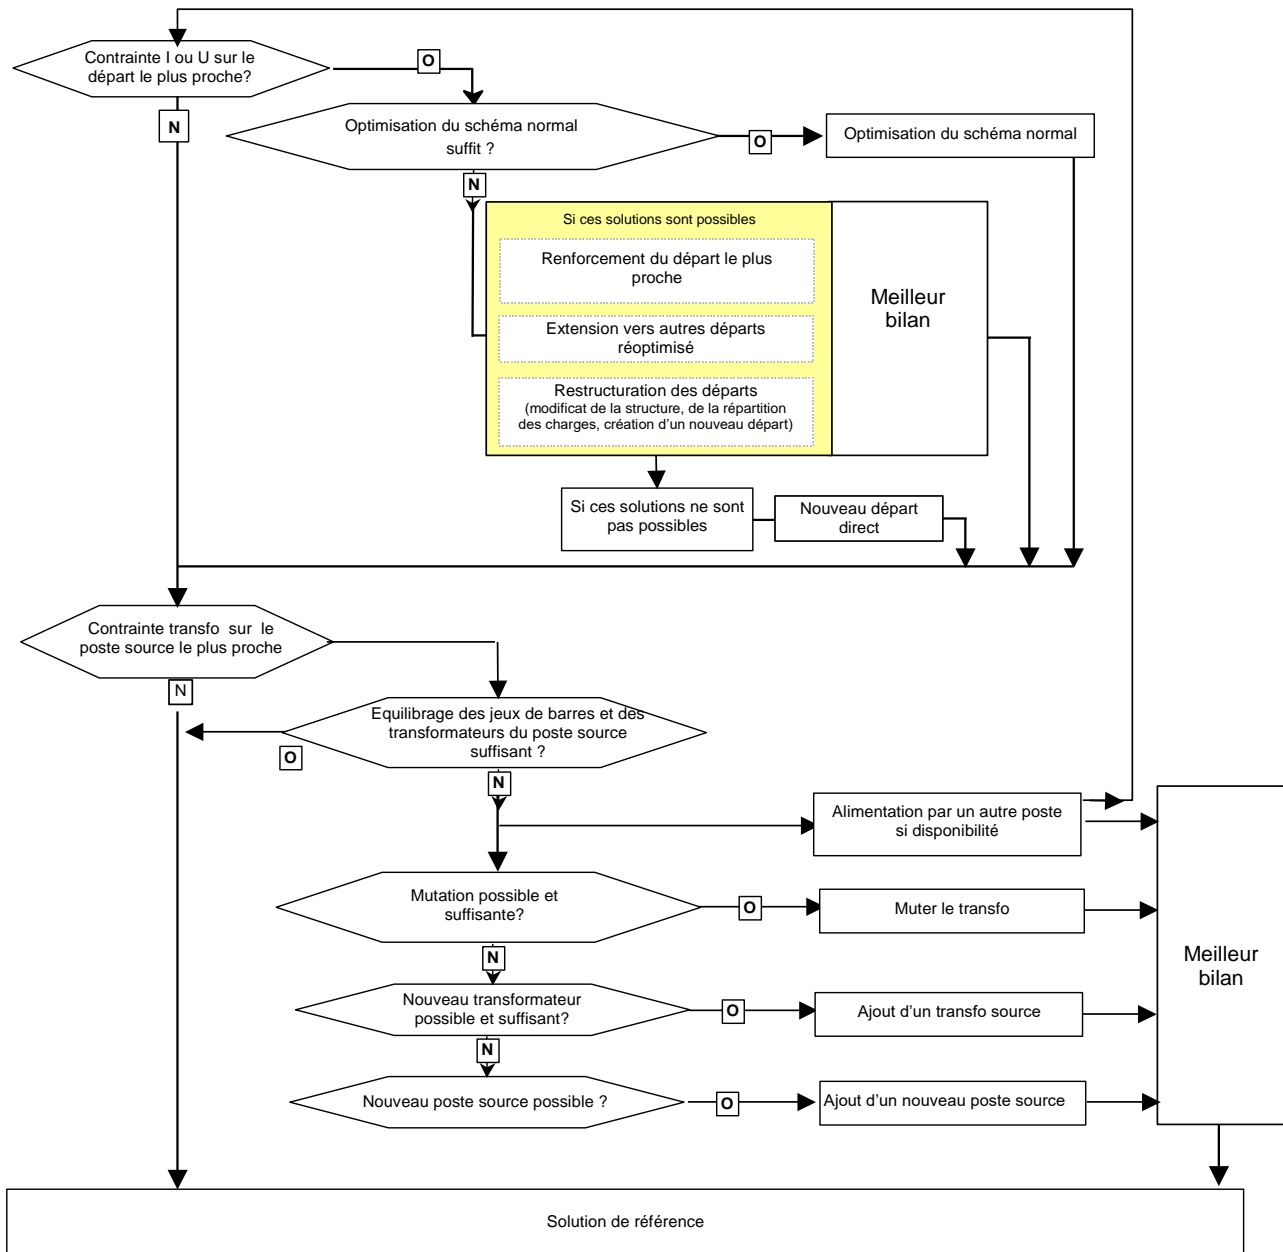 Contrainte I ou U sur le
départ le plus proche?
O
N
Optimisation du schéma normal
suffit ?
O
Optimisation du schéma normal
N
Si ces solutions sont possibles
Renforcement du départ le plus
proche
Extension vers autres départs
réoptimisé
Restructuration des départs
(modificat de la structure, de la répartition
des charges, création d'un nouveau départ)
Meilleur
bilan
Si ces solutions ne sont
pas possibles
Nouveau départ
direct
Contrainte transfo sur le
poste source le plus proche
N
Equilibrage des jeux de barres et des
transformateurs du poste source
suffisant ?
O
N
Alimentation par un autre poste
si disponibilité
Mutation possible et
suffisante?
O
Muter le transfo
N
Nouveau transformateur
possible et suffisant?
O
Ajout d'un transfo source
N
Nouveau poste source possible ?
O
Ajout d'un nouveau poste source
Meilleur
bilan
Solution de référence